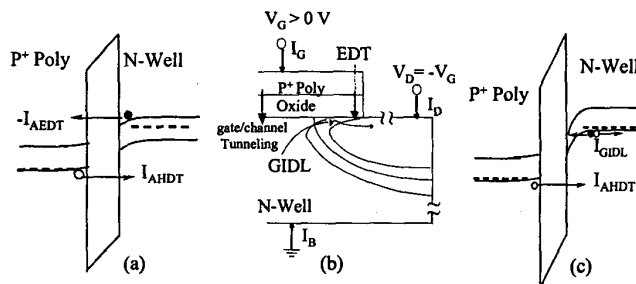 P⁺ Poly
N-Well
-I_AEDT
I_AHDT
(a)
V_G > 0 V
I_G
EDT
V_D = -V_G
I_D
P⁺ Poly
Oxide
gate/channel
Tunneling
GIDL
N-Well
I_B
(b)
P⁺ Poly
N-Well
I_GIDL
I_AHDT
(c)